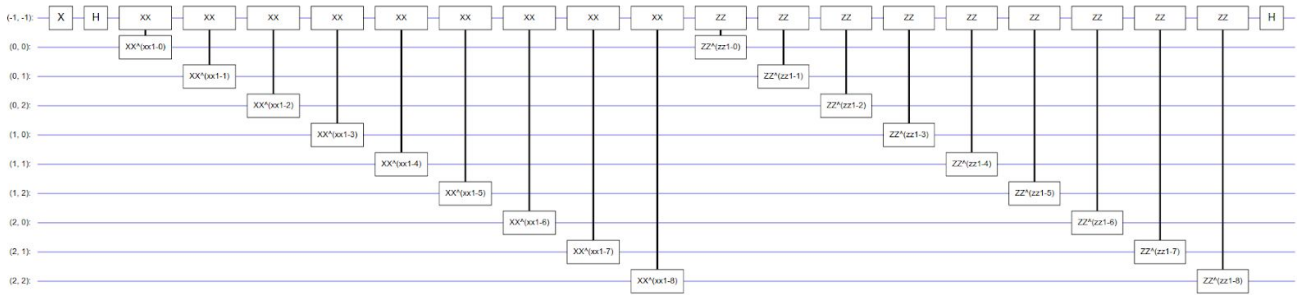 (-1, -1): X H XX XX XX XX XX XX XX XX XX ZZ ZZ ZZ ZZ ZZ ZZ ZZ ZZ ZZ H
(0, 0): XX^(xx1-0) ZZ^(zz1-0)
(0, 1): XX^(xx1-1) ZZ^(zz1-1)
(0, 2): XX^(xx1-2) ZZ^(zz1-2)
(1, 0): XX^(xx1-3) ZZ^(zz1-3)
(1, 1): XX^(xx1-4) ZZ^(zz1-4)
(1, 2): XX^(xx1-5) ZZ^(zz1-5)
(2, 0): XX^(xx1-6) ZZ^(zz1-6)
(2, 1): XX^(xx1-7) ZZ^(zz1-7)
(2, 2): XX^(xx1-8) ZZ^(zz1-8)